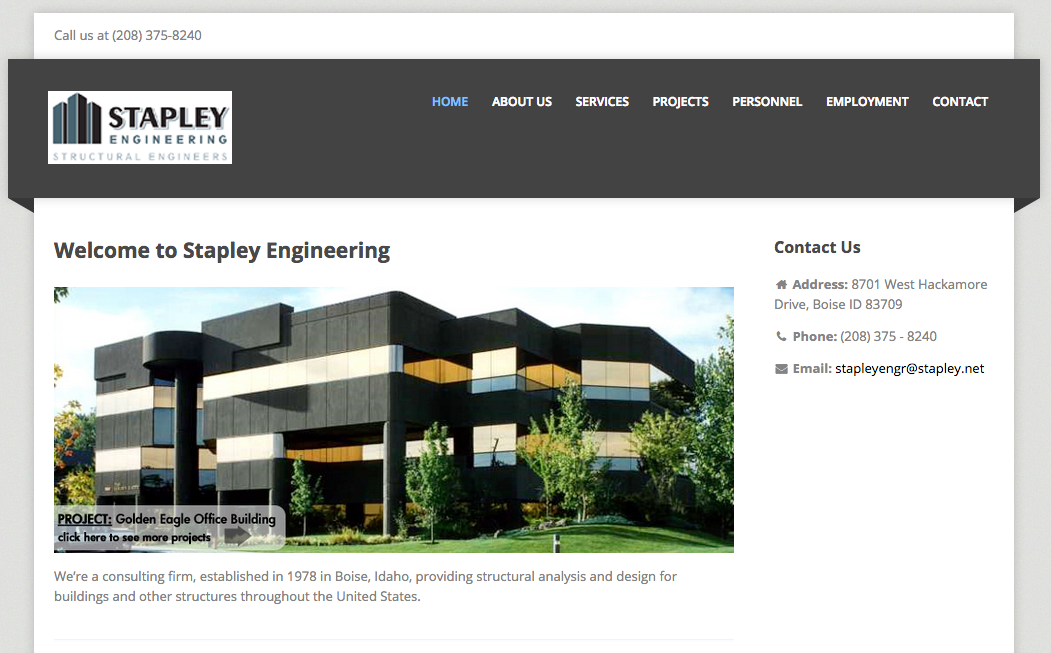 Call us at (208) 375-8240
STAPLEY
ENGINEERING
STRUCTURAL ENGINEERS
HOME ABOUT US SERVICES PROJECTS PERSONNEL EMPLOYMENT CONTACT
Welcome to Stapley Engineering
PROJECT: Golden Eagle Office Building
click here to see more projects
We’re a consulting firm, established in 1978 in Boise, Idaho, providing structural analysis and design for
buildings and other structures throughout the United States.
Contact Us
Address: 8701 West Hackamore
Drive, Boise ID 83709
Phone: (208) 375 - 8240
Email: stapleyengr@stapley.net